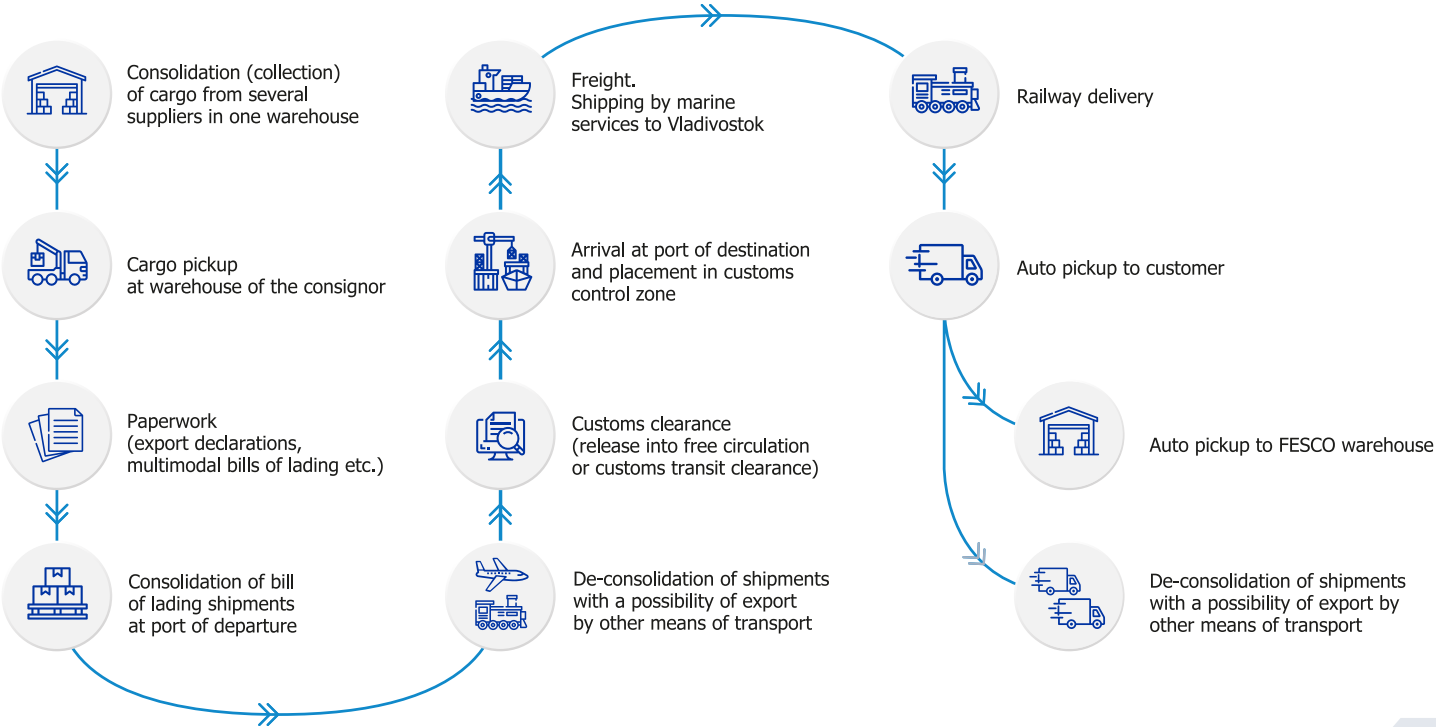 Consolidation (collection)
of cargo from several
suppliers in one warehouse
Cargo pickup
at warehouse of the consignor
Paperwork
(export declarations,
multimodal bills of lading etc.)
Consolidation of bill
of lading shipments
at port of departure
De-consolidation of shipments
with a possibility of export
by other means of transport
Customs clearance
(release into free circulation
or customs transit clearance)
Arrival at port of destination
and placement in customs
control zone
Freight.
Shipping by marine
services to Vladivostok
Railway delivery
Auto pickup to customer
Auto pickup to FESCO warehouse
De-consolidation of shipments
with a possibility of export by
other means of transport